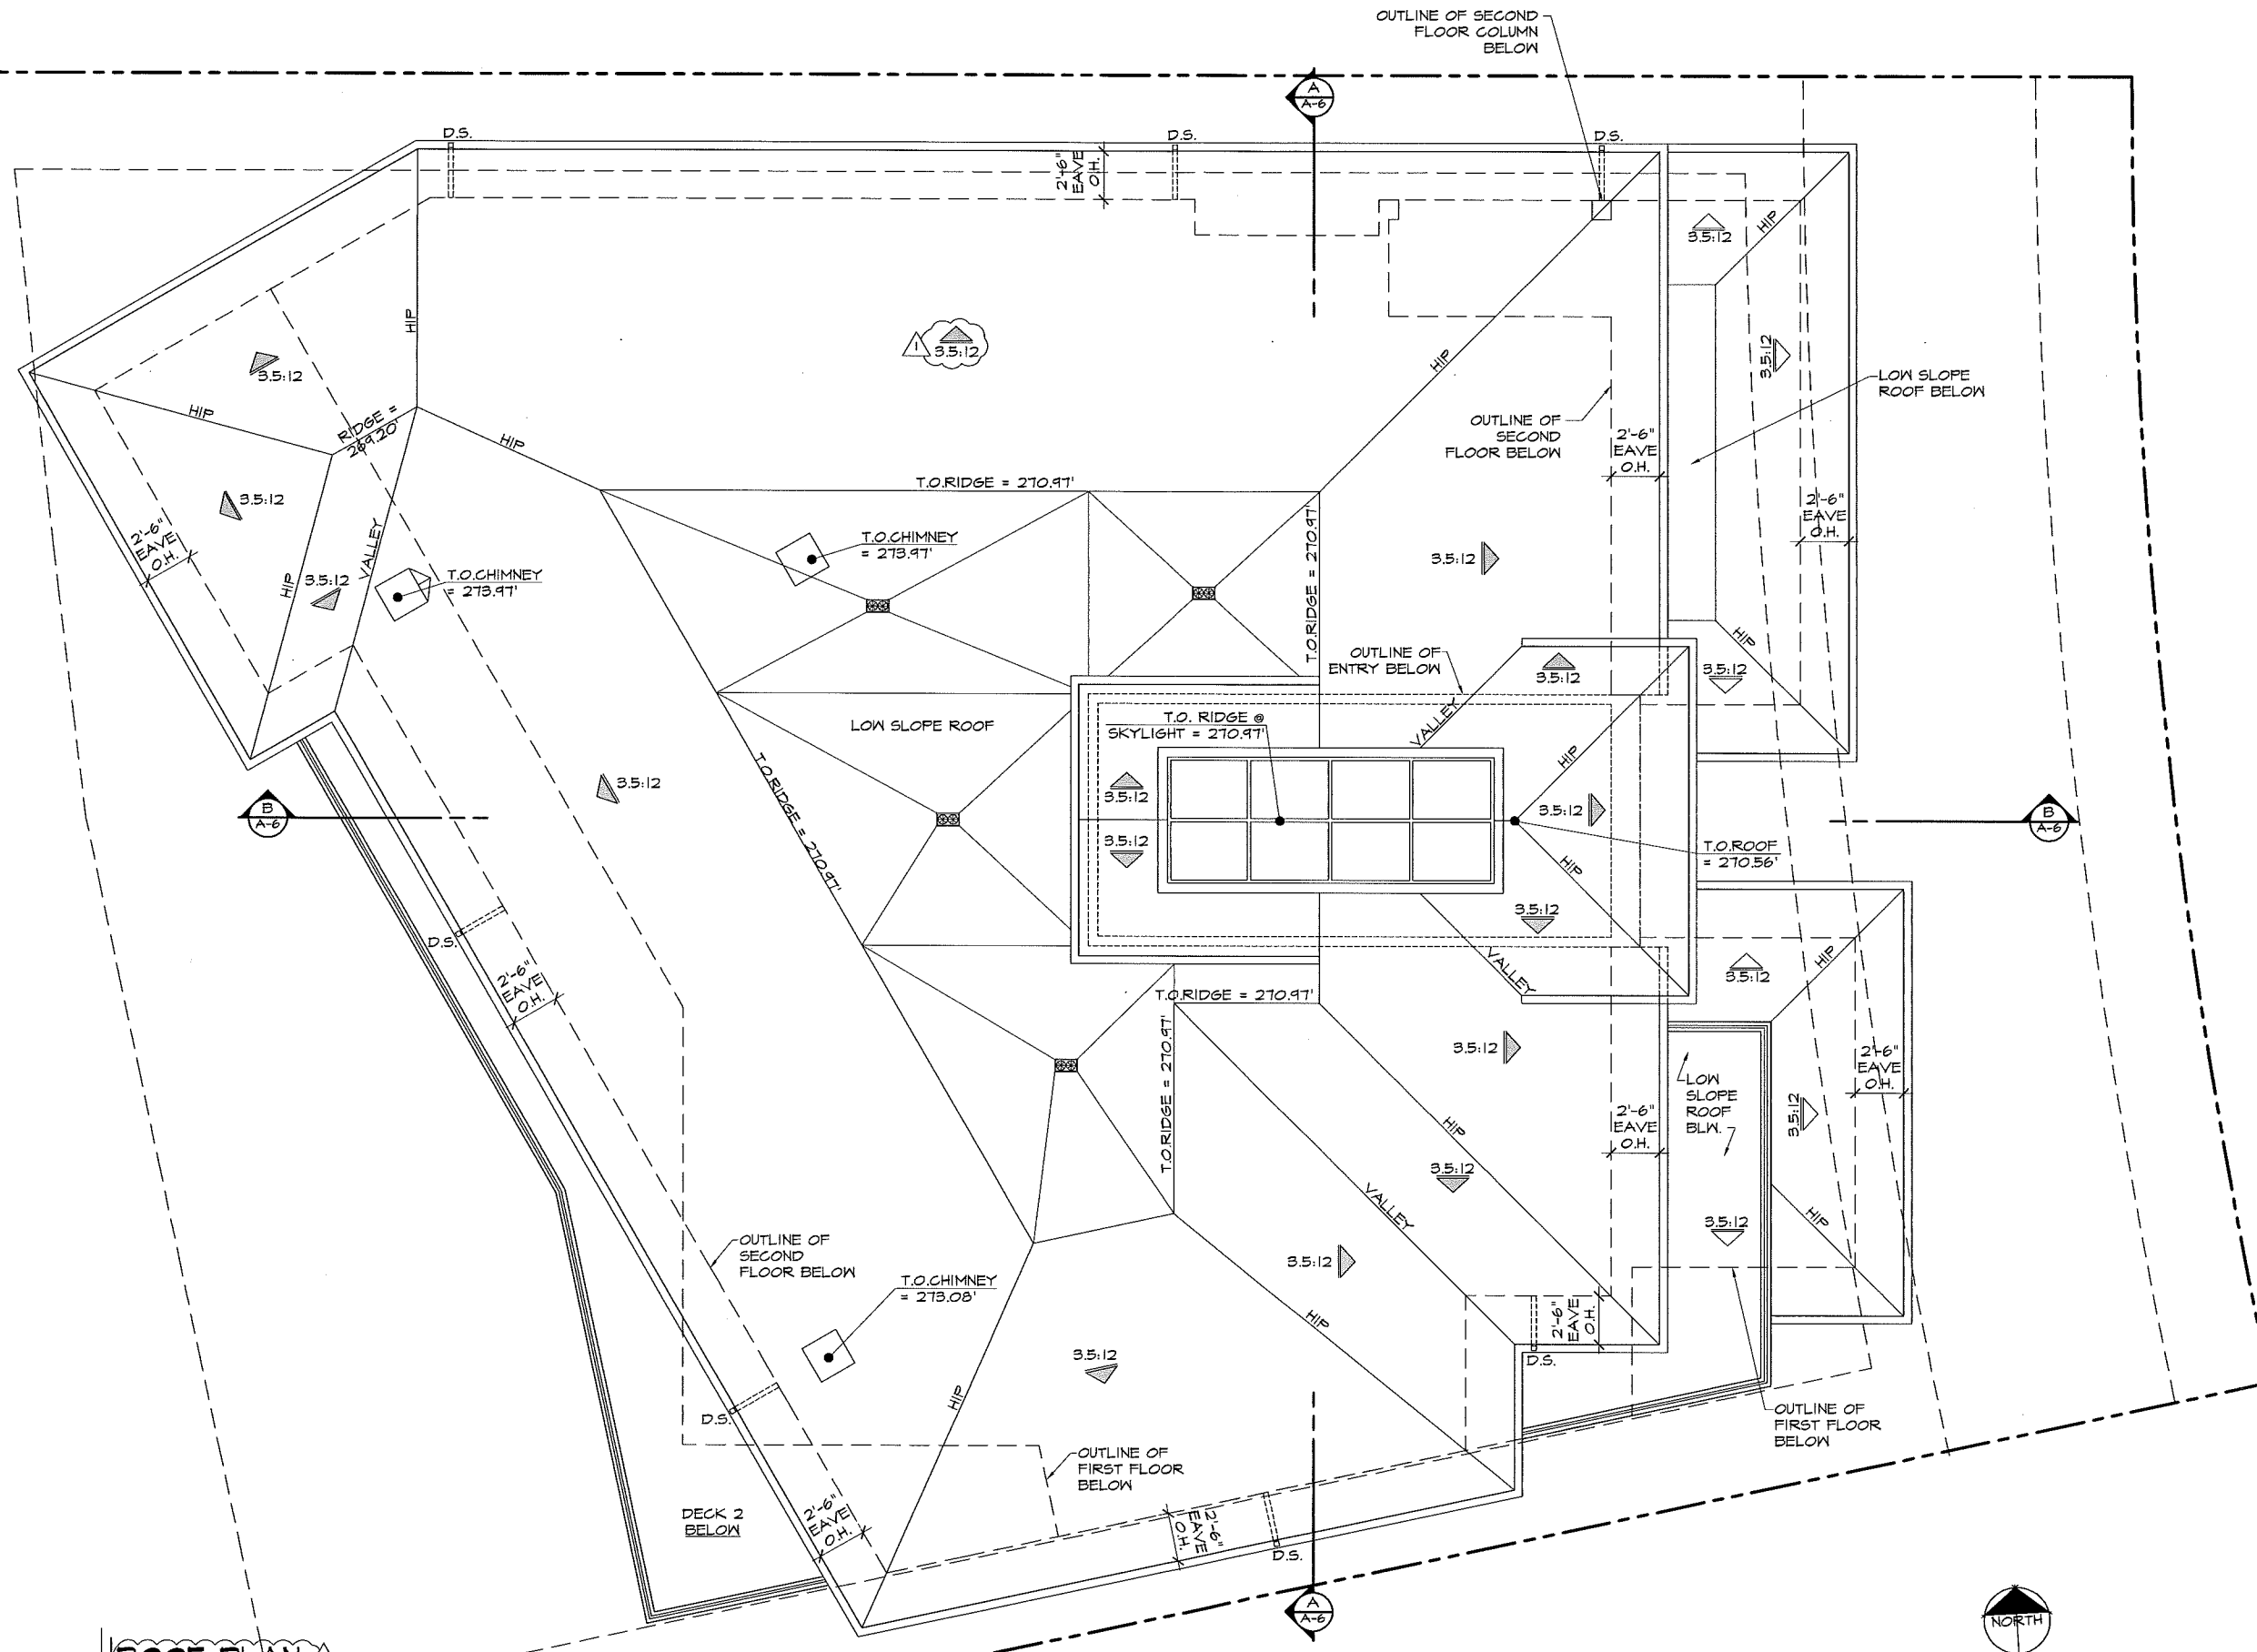 OUTLINE OF SECOND
FLOOR COLUMN
BELOW
A
A-6
D.S.
D.S.
D.S.
2'-6"
EAVE
O.H.
3.5:12
HIP
HIP
1
3.5:12
3.5:12
3.5:12
LOW SLOPE
ROOF BELOW
HIP
HIP
RIDGE =
269.20'
HIP
OUTLINE OF
SECOND
FLOOR BELOW
2'-6"
EAVE
O.H.
T.O.RIDGE = 270.97'
3.5:12
2'-6"
EAVE
O.H.
VALLEY
2'-6"
EAVE
O.H.
T.O.CHIMNEY
= 273.97'
T.O.RIDGE = 270.97'
3.5:12
HIP
3.5:12
T.O.CHIMNEY
= 273.97'
HIP
OUTLINE OF
ENTRY BELOW
3.5:12
3.5:12
LOW SLOPE ROOF
T.O. RIDGE @
SKYLIGHT = 270.97'
VALLEY
HIP
3.5:12
T.O.RIDGE = 270.97'
3.5:12
3.5:12
3.5:12
B
A-6
B
A-6
T.O.ROOF
= 270.56'
HIP
3.5:12
D.S.
VALLEY
HIP
3.5:12
2'-6"
EAVE
O.H.
T.O.RIDGE = 270.97'
3.5:12
T.O.RIDGE = 270.97'
LOW
SLOPE
ROOF
BLW.
2'-6"
EAVE
O.H.
2'-6"
EAVE
O.H.
3.5:12
HIP
3.5:12
VALLEY
HIP
3.5:12
OUTLINE OF
SECOND
FLOOR BELOW
3.5:12
T.O.CHIMNEY
= 273.08'
HIP
2'-6"
EAVE
O.H.
D.S.
3.5:12
HIP
D.S.
OUTLINE OF
FIRST FLOOR
BELOW
OUTLINE OF
FIRST FLOOR
BELOW
DECK 2
BELOW
2'-6"
EAVE
O.H.
2'-6"
EAVE
O.H.
D.S.
A
A-6
NORTH
ROOF PLAN